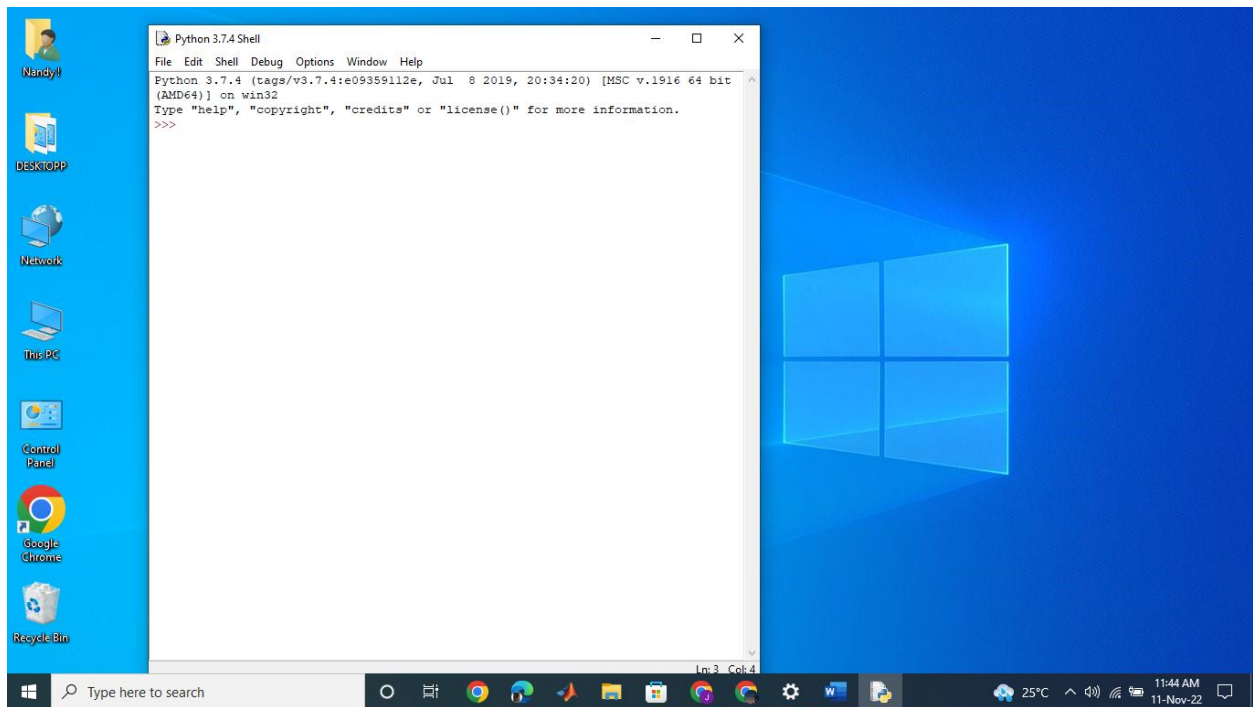 Nandy !
DESKTOPP
Network
This PC
Control
Panel
Google
Chrome
Recycle Bin
Python 3.7.4 Shell
File Edit Shell Debug Options Window Help
Python 3.7.4 (tags/v3.7.4:e09359112e, Jul  8 2019, 20:34:20) [MSC v.1916 64 bit
(AMD64)] on win32
Type "help", "copyright", "credits" or "license()" for more information.
>>>
Ln: 3 Col: 4
Type here to search
25°C
11:44 AM
11-Nov-22